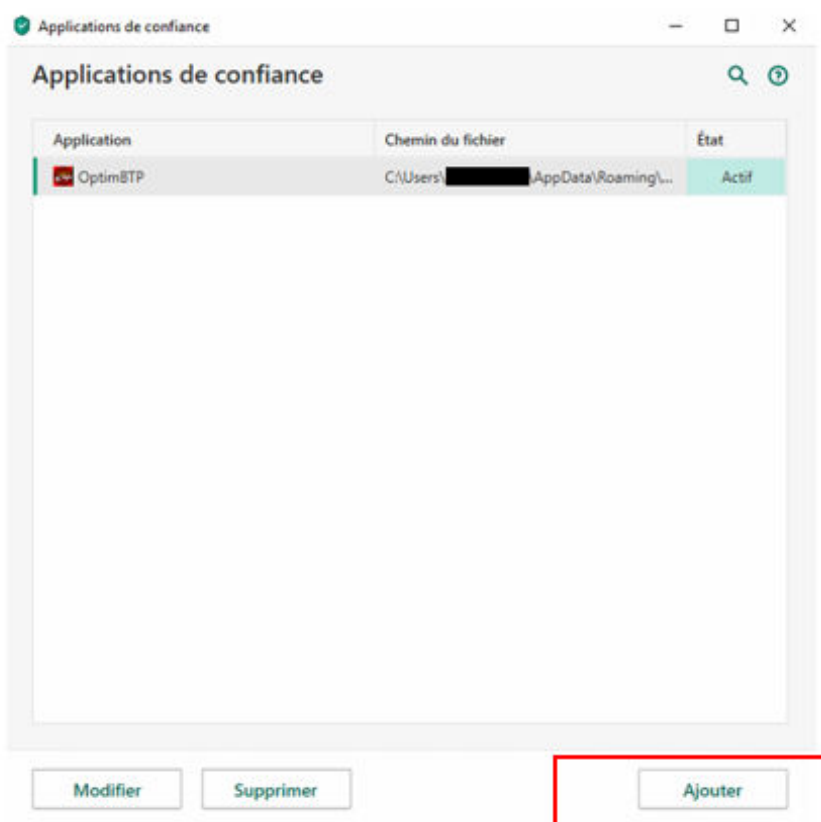 Applications de confiance
Applications de confiance
Application Chemin du fichier État
OptimBTP C:\Users\ \AppData\Roaming\... Actif
Modifier Supprimer Ajouter